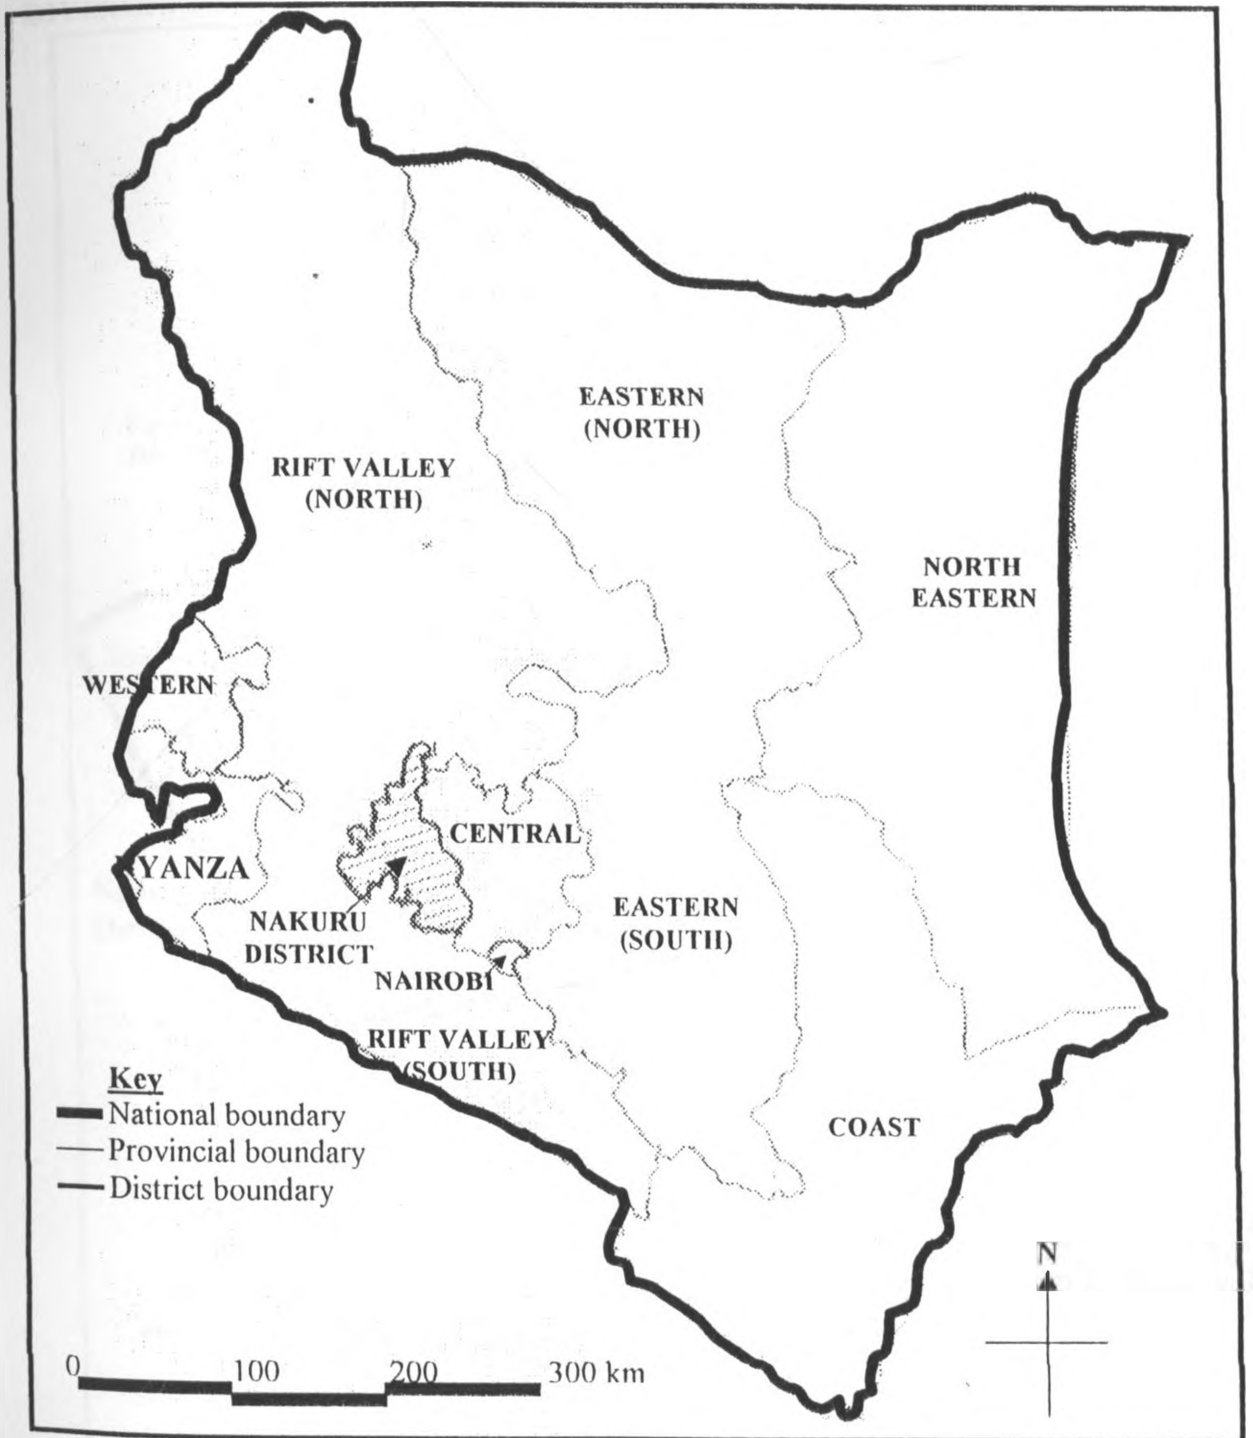 EASTERN
(NORTH)
RIFT VALLEY
(NORTH)
NORTH
EASTERN
WESTERN
CENTRAL
YANZA
NAKURU
DISTRICT
EASTERN
(SOUTH)
NAIROBI
RIFT VALLEY
(SOUTH)
COAST
Key
National boundary
Provincial boundary
District boundary
N
0 100 200 300 km